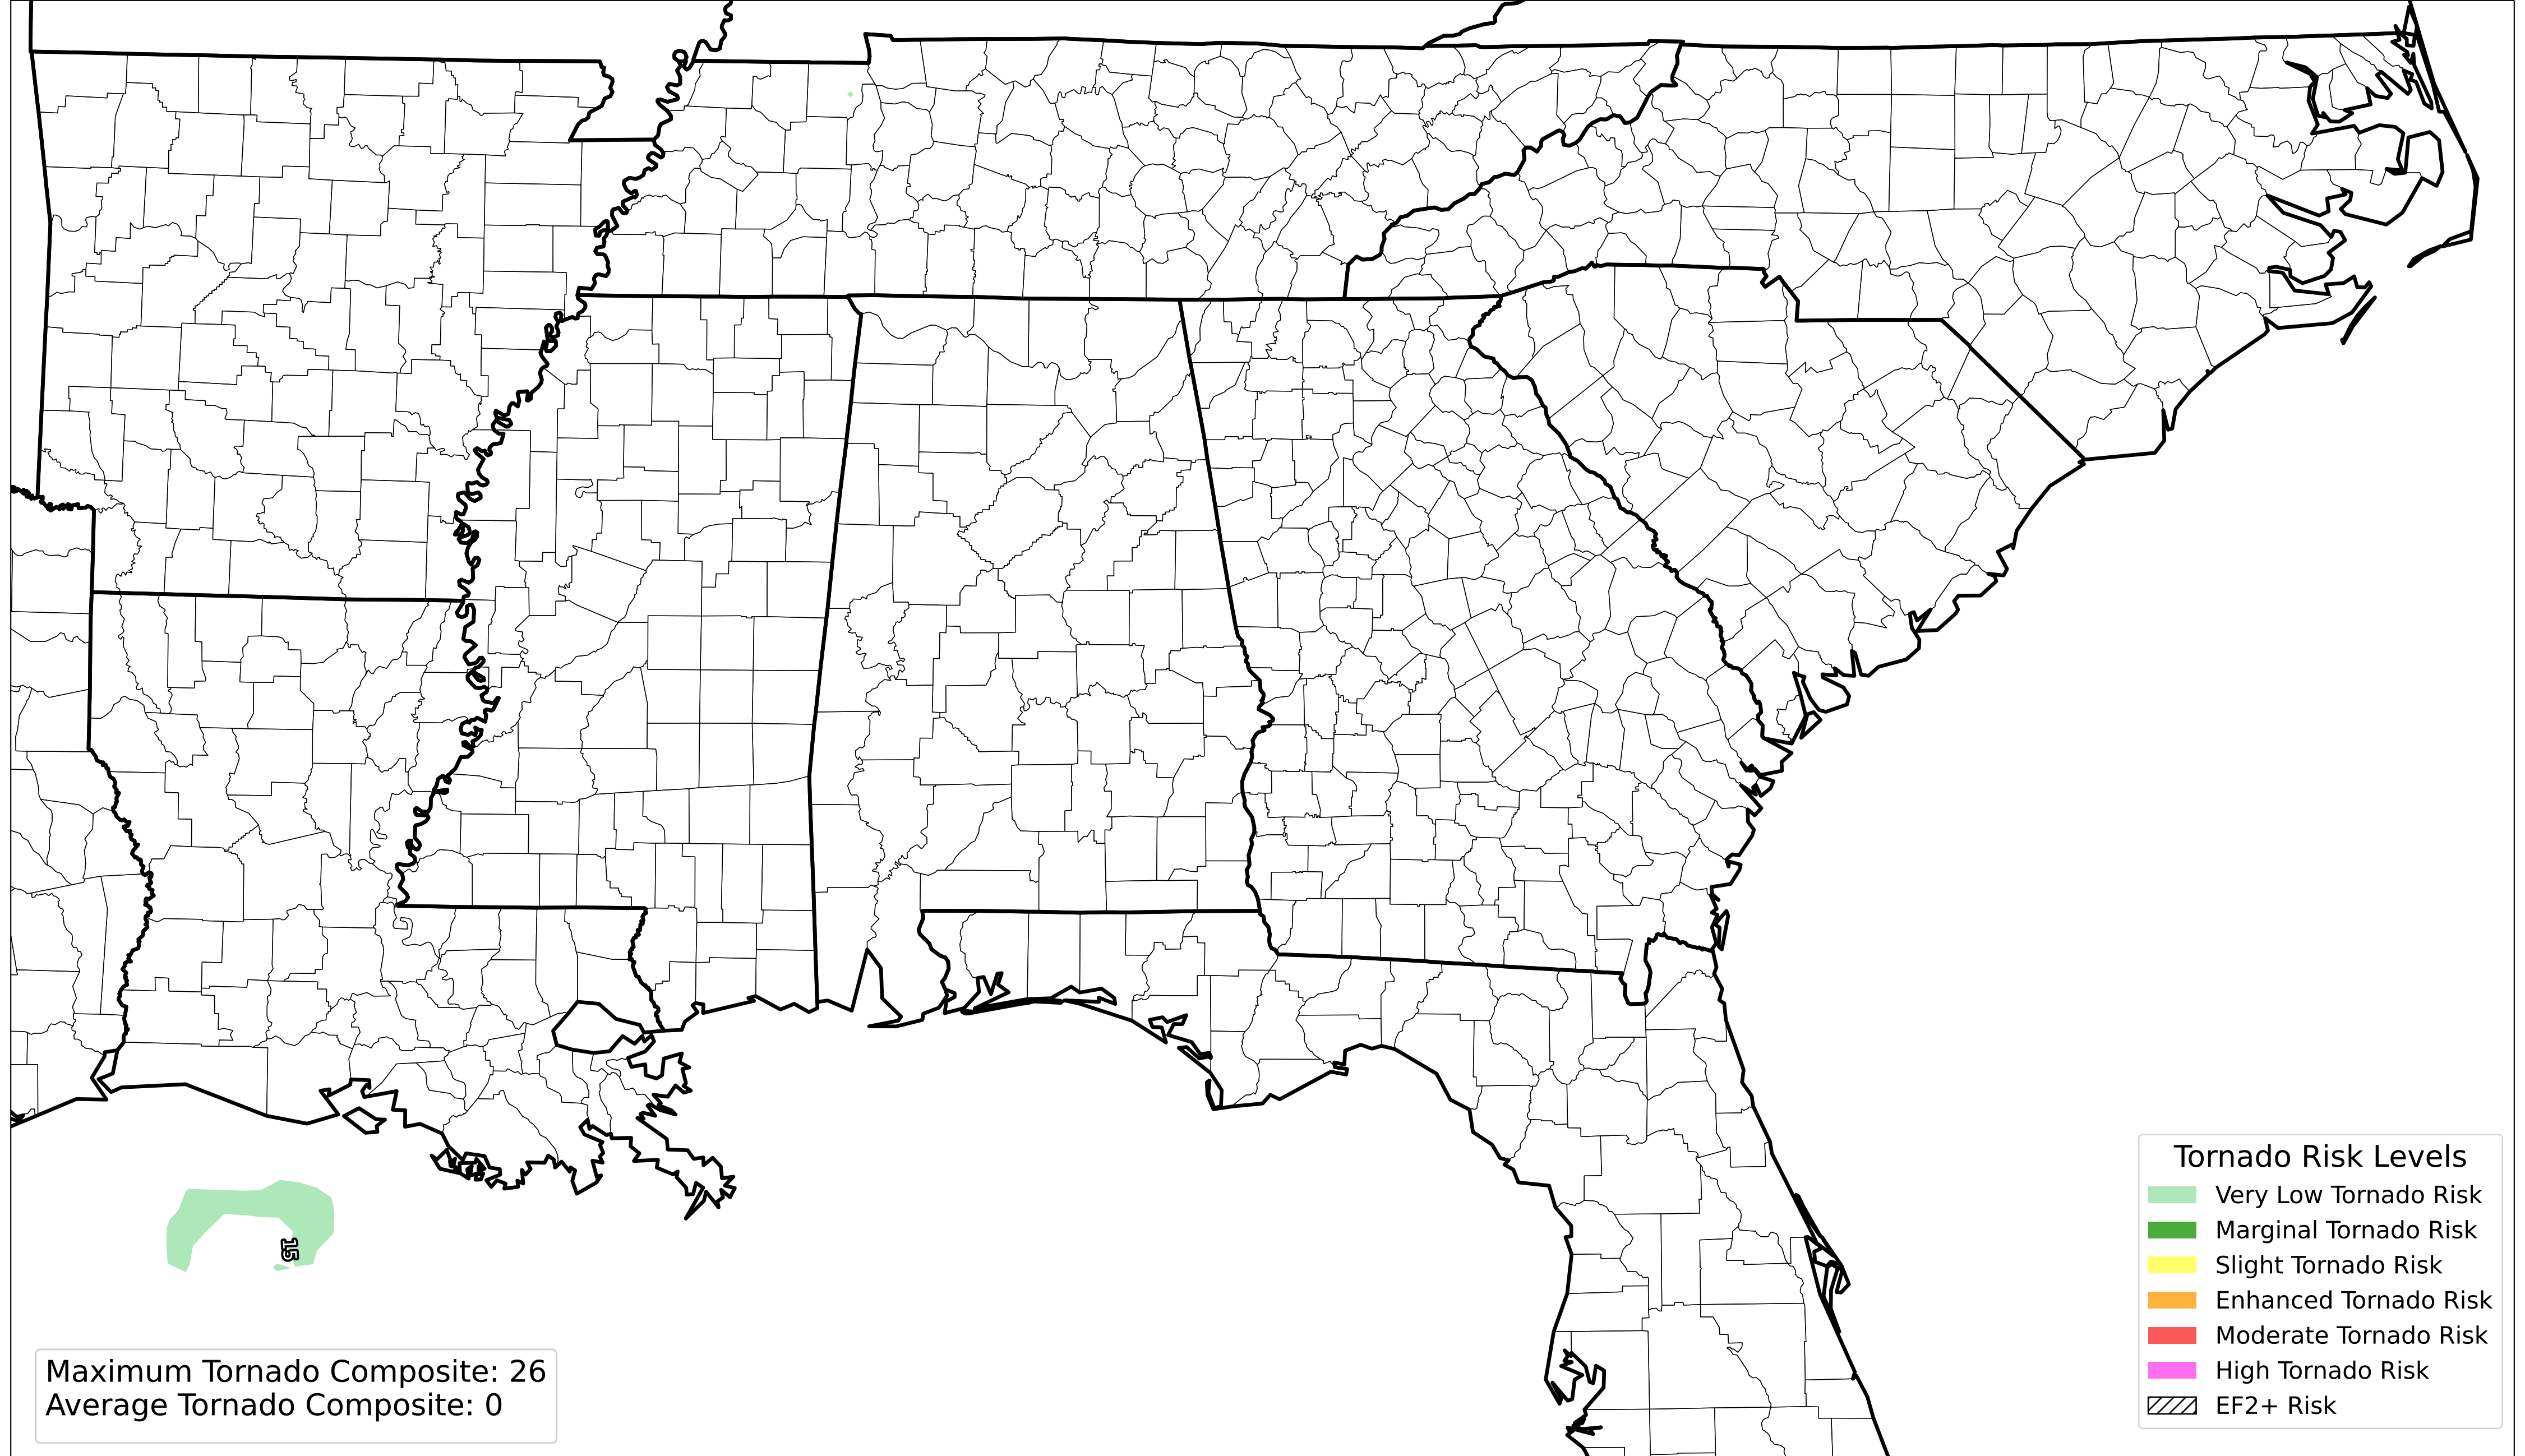 15
Maximum Tornado Composite: 26
Average Tornado Composite: 0
Tornado Risk Levels
Very Low Tornado Risk
Marginal Tornado Risk
Slight Tornado Risk
Enhanced Tornado Risk
Moderate Tornado Risk
High Tornado Risk
EF2+ Risk